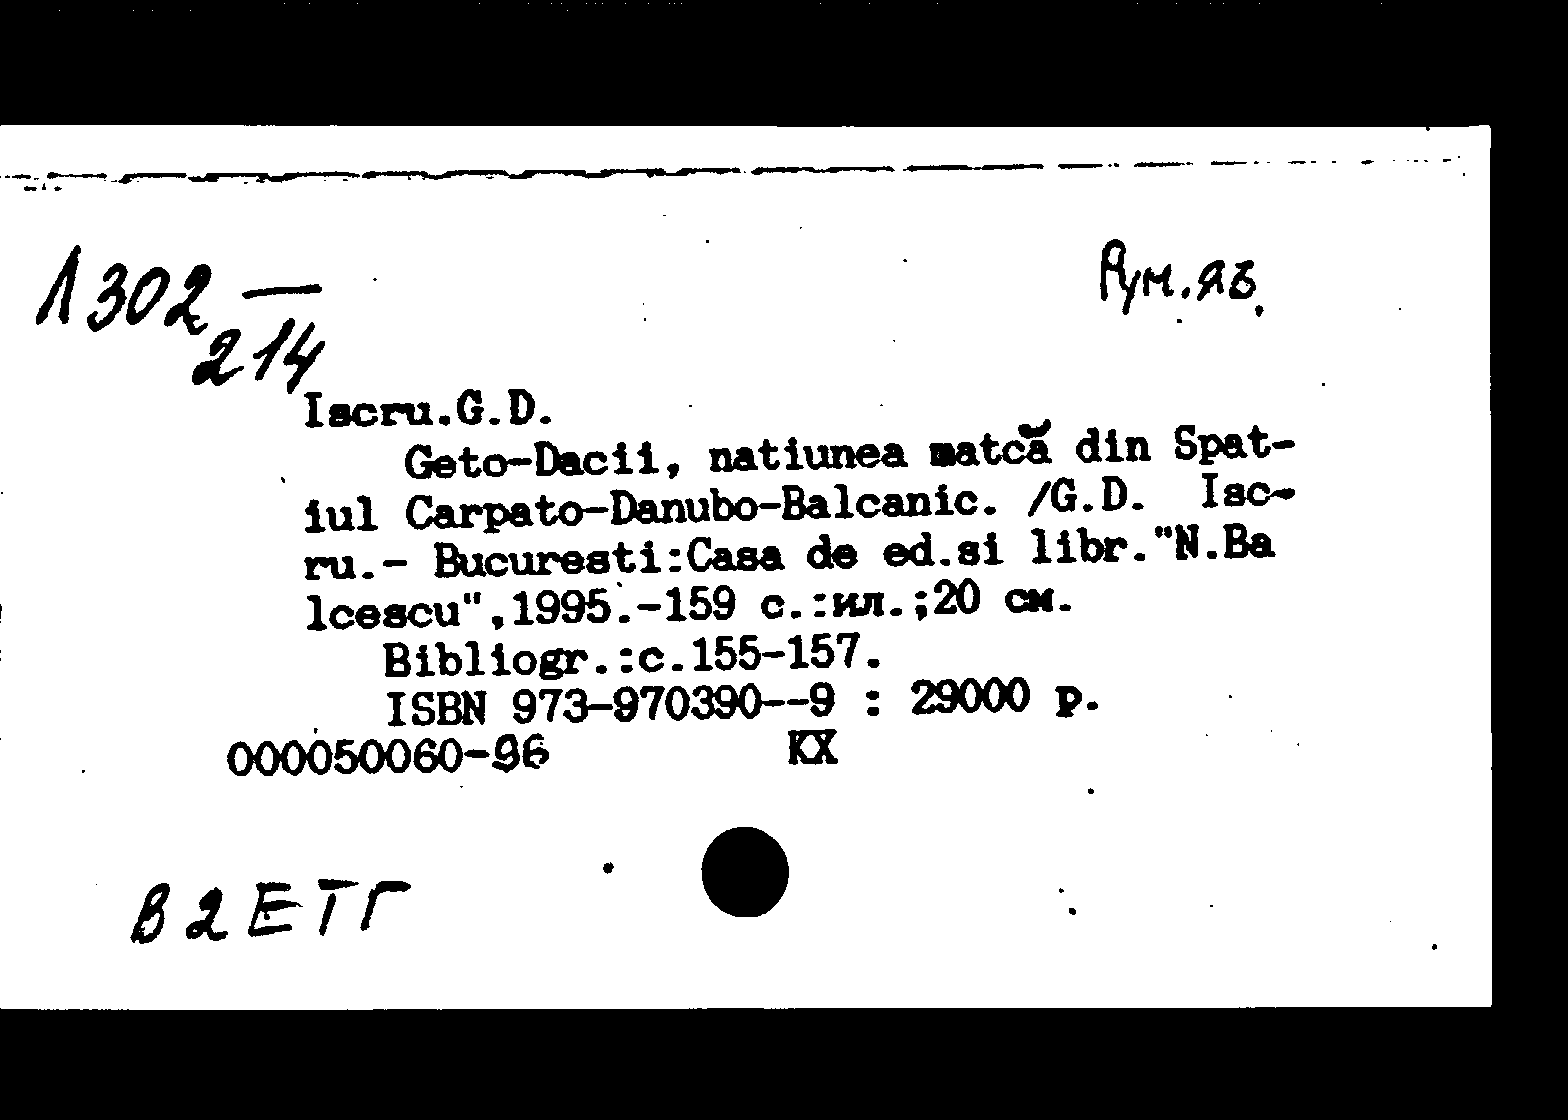 Л302 —
214
Рум.яз.
Iscru.G.D.
Geto-Dacii, natiunea matcă din Spat-
iul Carpato-Danubo-Balcanic. /G.D. Isc-
ru.- Bucuresti:Casa de ed.si libr."N.Ba
lcescu",1995.-159 с.:ил.;20 см.
Bibliogr.:с.155-157.
ISBN 973-970390--9 : 29000 р.
000050060-96 КХ
В2ЕТГ